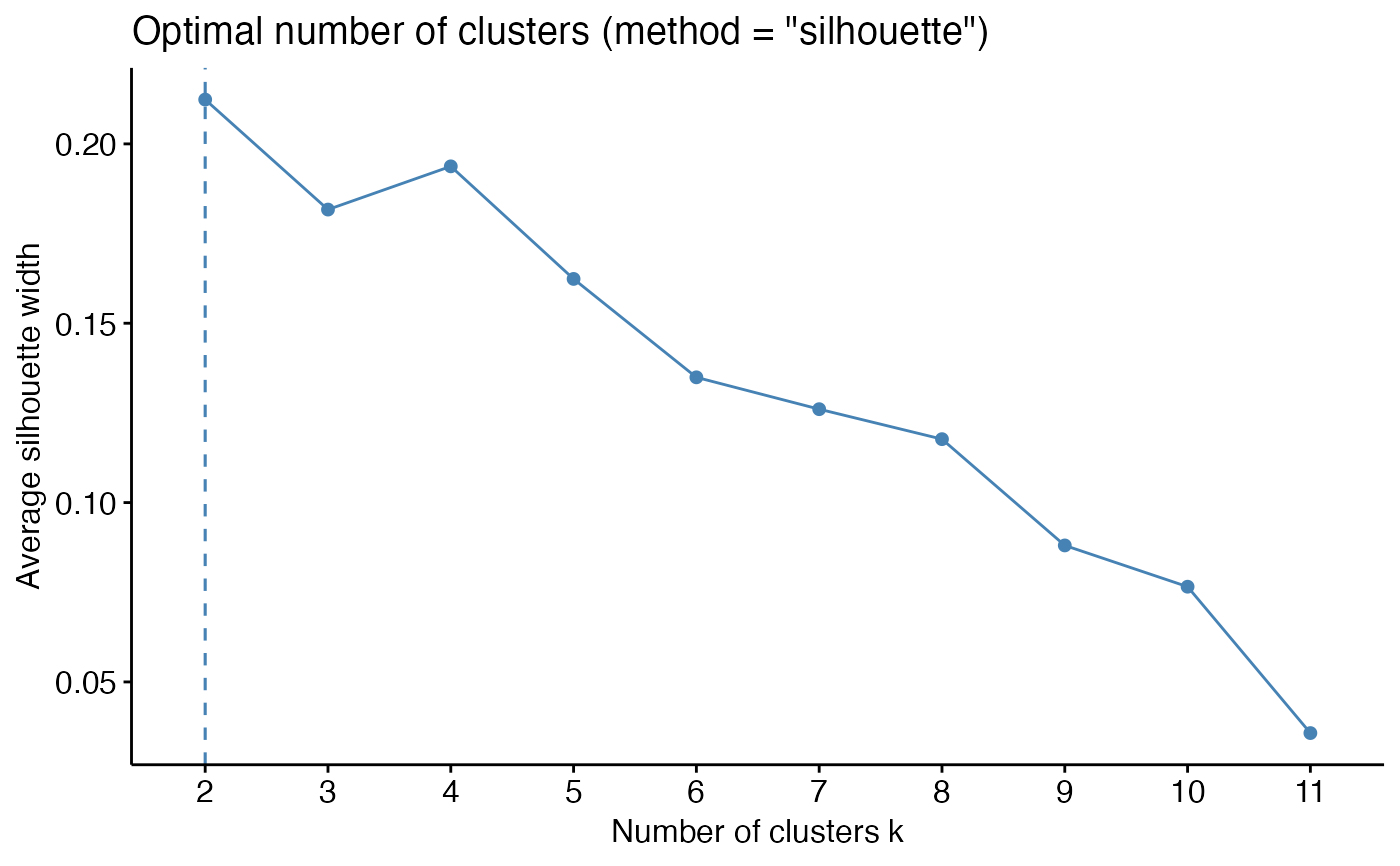 Optimal number of clusters (method = "silhouette")
Average silhouette width
0.20
0.15
0.10
0.05
2 3 4 5 6 7 8 9 10 11
Number of clusters k